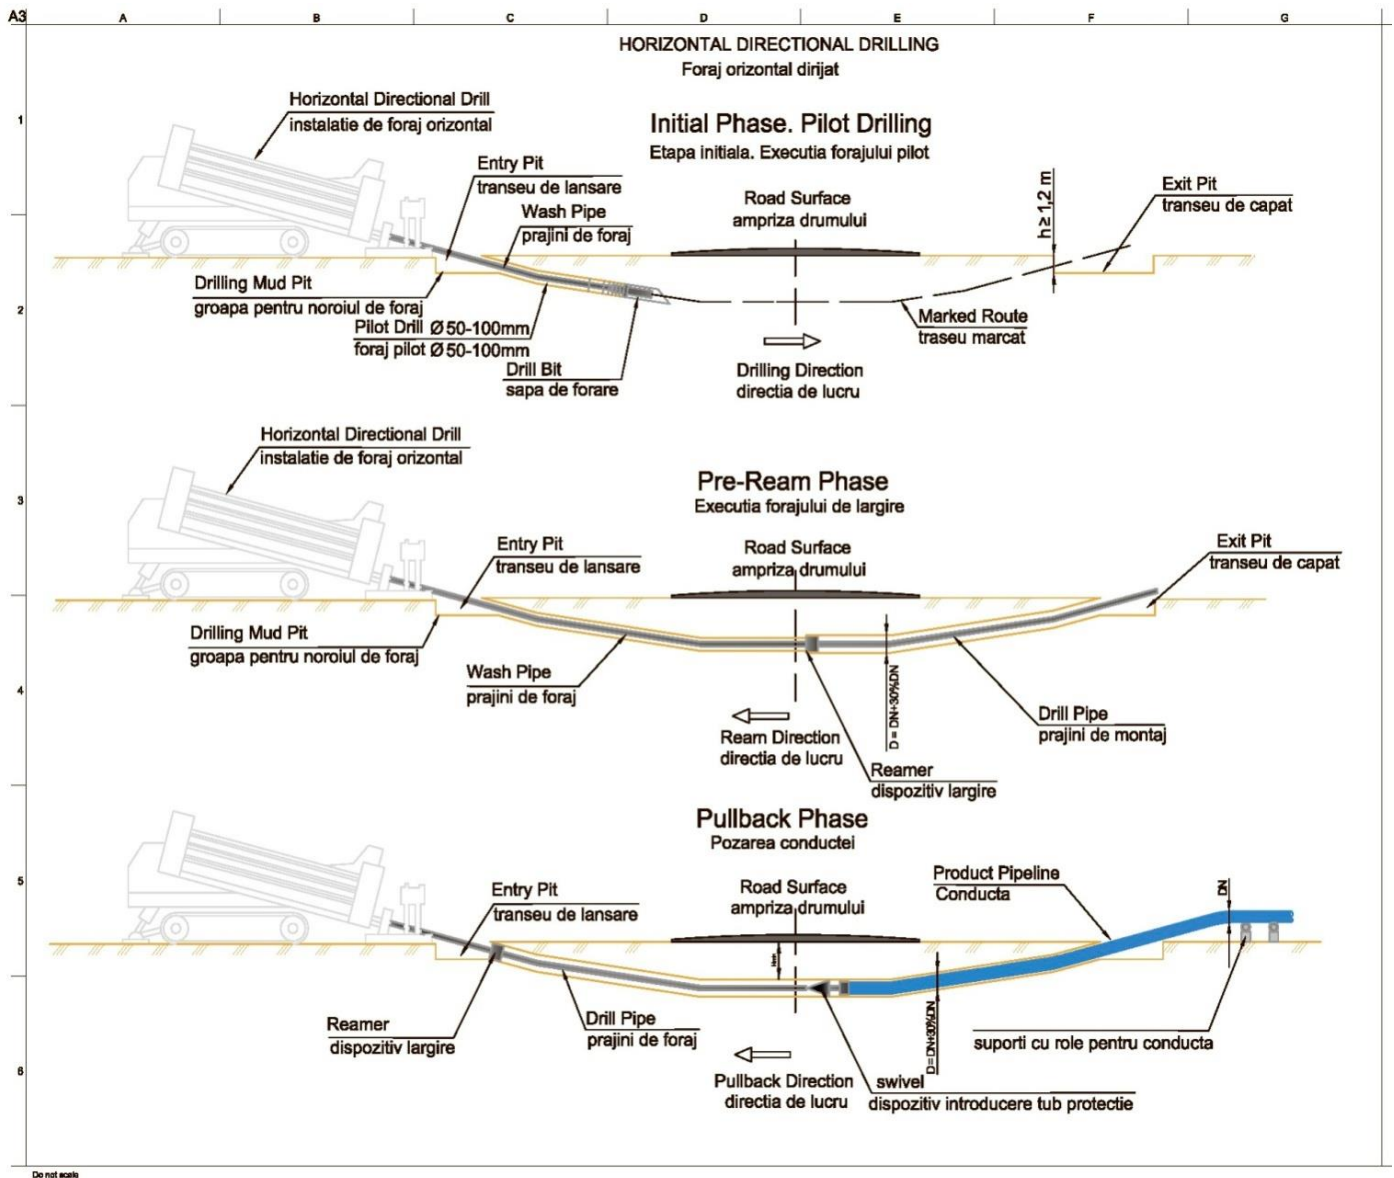 A3
A B C D E F G
HORIZONTAL DIRECTIONAL DRILLING
Foraj orizontal dirijat
1
Horizontal Directional Drill
instalatie de foraj orizontal
Initial Phase. Pilot Drilling
Etapa initiala. Executia forajului pilot
Entry Pit
transeu de lansare
Wash Pipe
prajini de foraj
Road Surface
ampriza drumului
h ≥ 1,2 m
Exit Pit
transeu de capat
Drilling Mud Pit
groapa pentru noroiul de foraj
2
Pilot Drill Ø 50-100mm
foraj pilot Ø 50-100mm
Drill Bit
sapa de forare
Marked Route
traseu marcat
Drilling Direction
directia de lucru
Horizontal Directional Drill
instalatie de foraj orizontal
3
Pre-Ream Phase
Executia forajului de largire
Entry Pit
transeu de lansare
Road Surface
ampriza drumului
Exit Pit
transeu de capat
Drilling Mud Pit
groapa pentru noroiul de foraj
4
Wash Pipe
prajini de foraj
D = DN+30%DN
Drill Pipe
prajini de montaj
Ream Direction
directia de lucru
Reamer
dispozitiv largire
Pullback Phase
Pozarea conductei
5
Entry Pit
transeu de lansare
Road Surface
ampriza drumului
Product Pipeline
Conducta
DN
Reamer
dispozitiv largire
Drill Pipe
prajini de foraj
D=DN+30%DN
suporti cu role pentru conducta
6
Pullback Direction
directia de lucru
swivel
dispozitiv introducere tub protectie
Do not scale